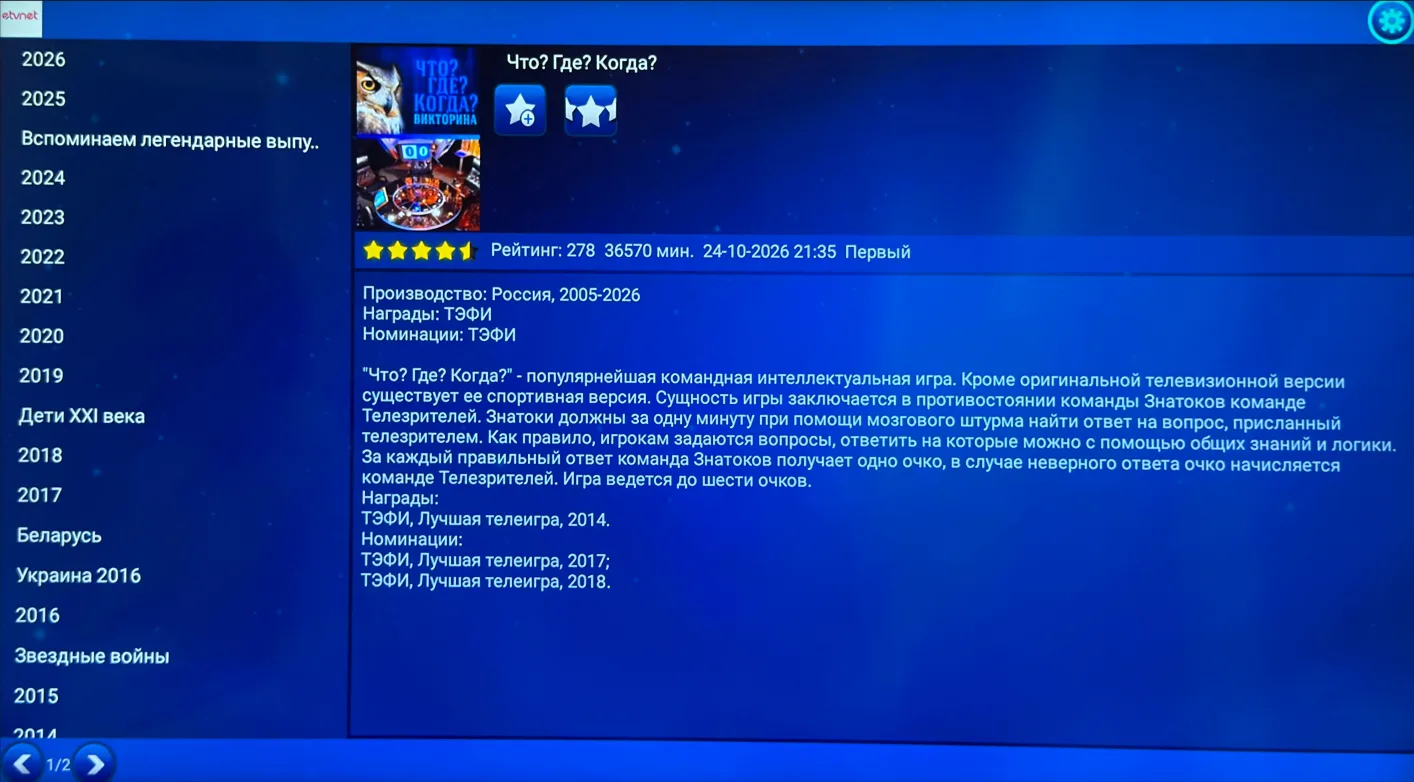 etvnet
2026
2025
Вспоминаем легендарные выпу..
2024
2023
2022
2021
2020
2019
Дети XXI века
2018
2017
Беларусь
Украина 2016
2016
Звездные войны
2015
2014
1/2
ЧТО?
ГДЕ?
КОГДА?
ВИКТОРИНА
00
Что? Где? Когда?
Рейтинг: 278 36570 мин. 24-10-2026 21:35 Первый
Производство: Россия, 2005-2026
Награды: ТЭФИ
Номинации: ТЭФИ
"Что? Где? Когда?" - популярнейшая командная интеллектуальная игра. Кроме оригинальной телевизионной версии
существует ее спортивная версия. Сущность игры заключается в противостоянии команды Знатоков команде
Телезрителей. Знатоки должны за одну минуту при помощи мозгового штурма найти ответ на вопрос, присланный
телезрителем. Как правило, игрокам задаются вопросы, ответить на которые можно с помощью общих знаний и логики.
За каждый правильный ответ команда Знатоков получает одно очко, в случае неверного ответа очко начисляется
команде Телезрителей. Игра ведется до шести очков.
Награды:
ТЭФИ, Лучшая телеигра, 2014.
Номинации:
ТЭФИ, Лучшая телеигра, 2017;
ТЭФИ, Лучшая телеигра, 2018.